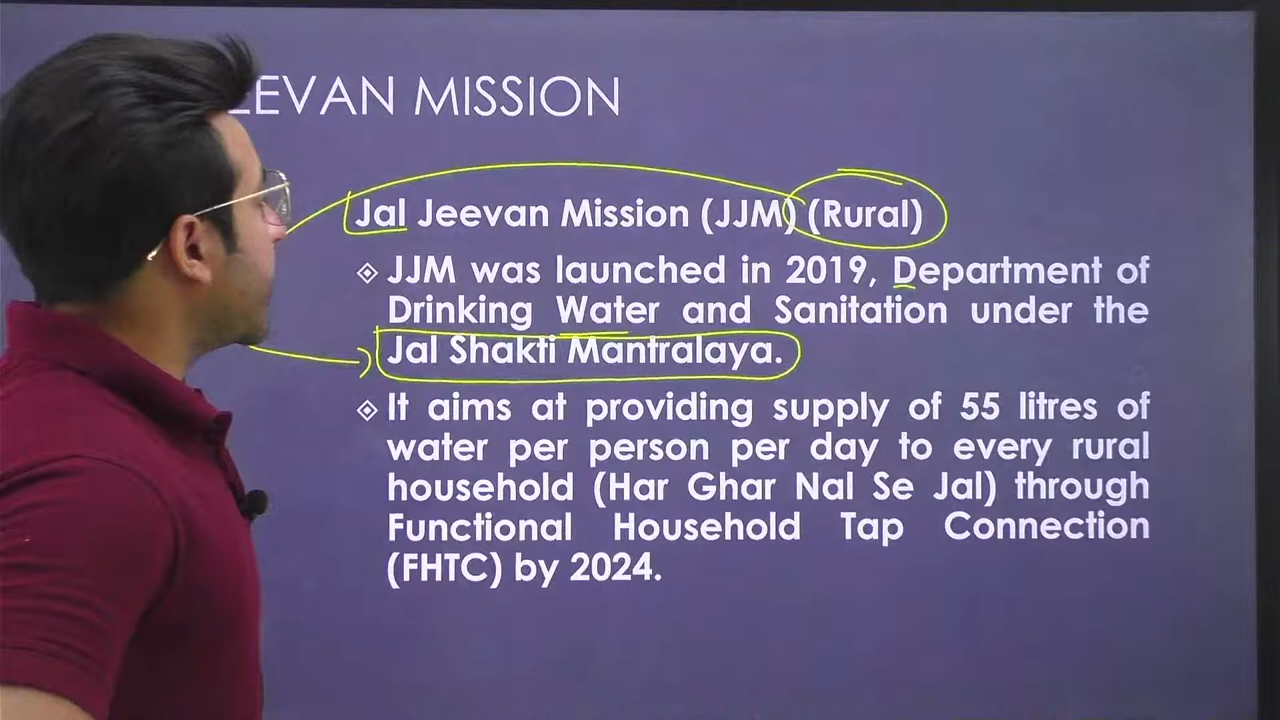 EEVAN MISSION
Jal Jeevan Mission (JJM) (Rural)
JJM was launched in 2019, Department of
Drinking Water and Sanitation under the
Jal Shakti Mantralaya.
It aims at providing supply of 55 litres of
water per person per day to every rural
household (Har Ghar Nal Se Jal) through
Functional Household Tap Connection
(FHTC) by 2024.